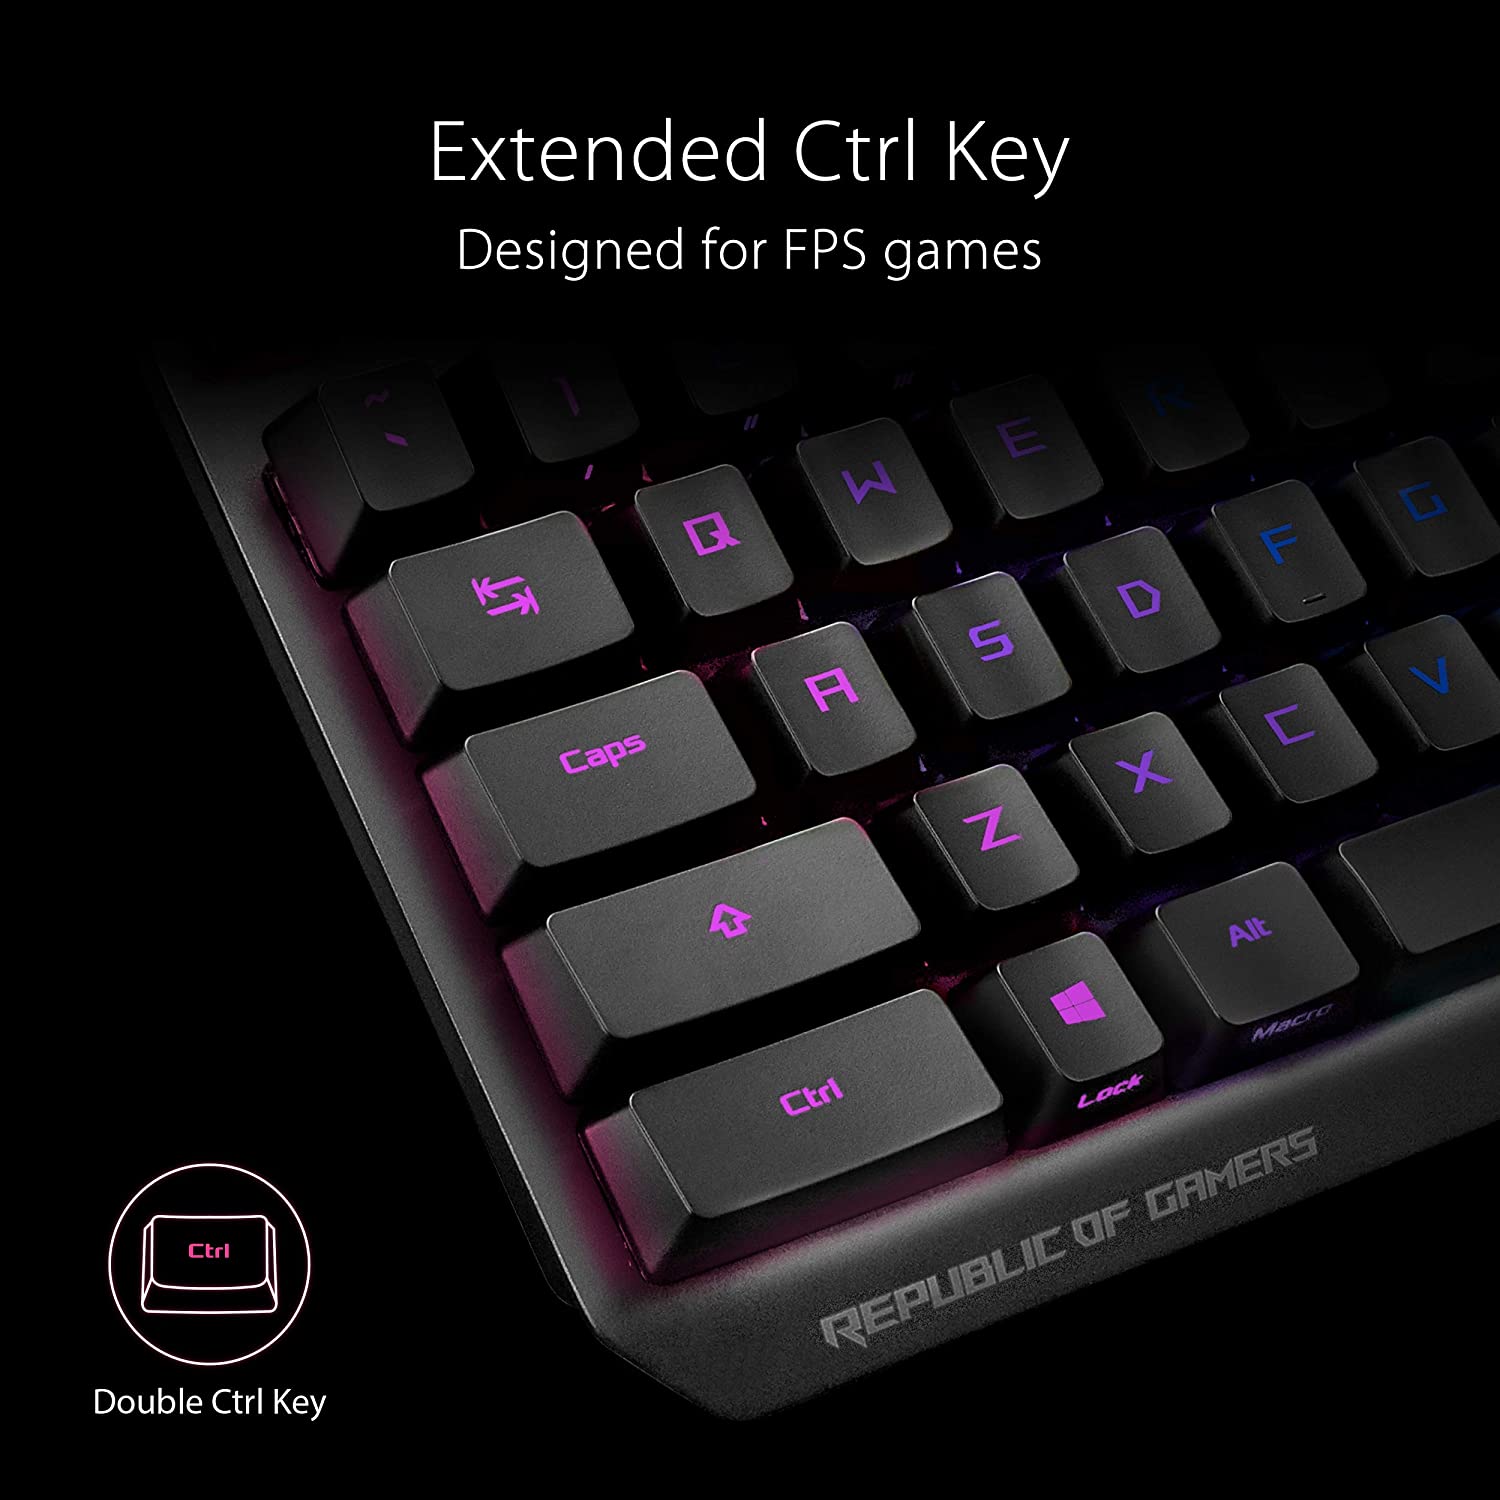 Extended Ctrl Key
Designed for FPS games
~ 1
`
Q W E R
A S D F G
Caps
Z X C V
Ctrl Alt
Lock Macro
REPUBLIC OF GAMERS
Ctrl
Double Ctrl Key